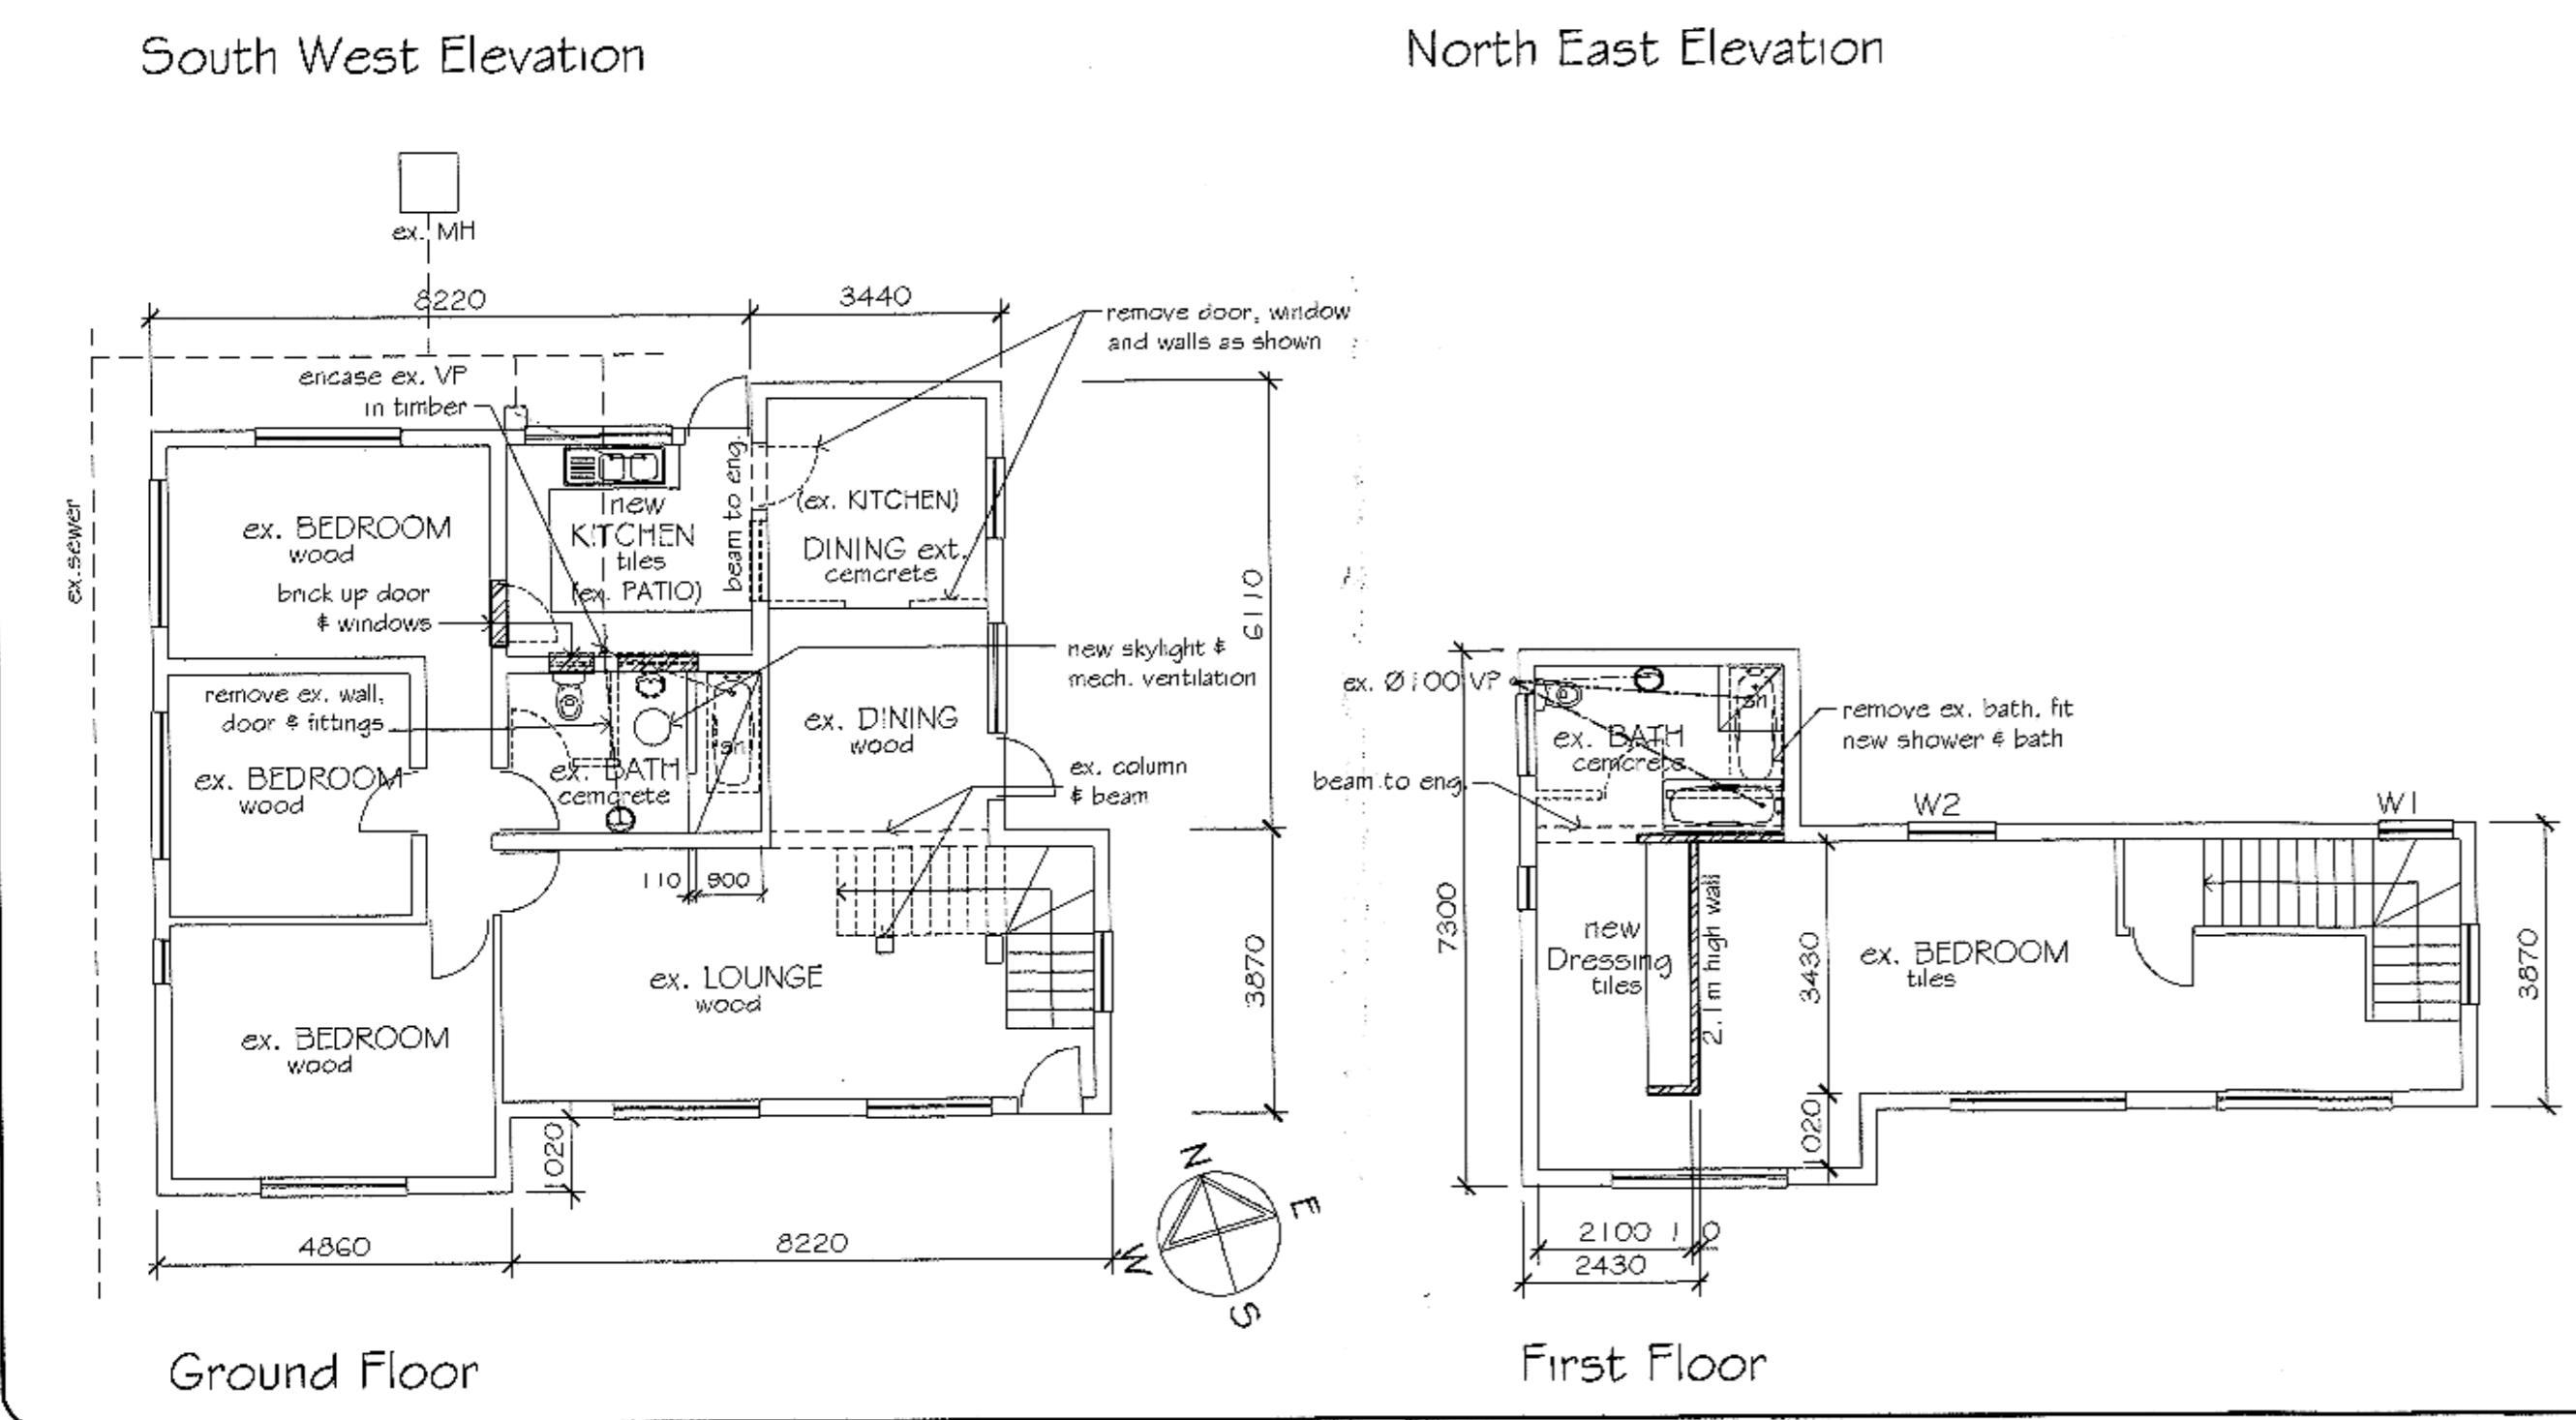 South West Elevation
North East Elevation
ex. MH
8220
3440
remove door, window
and walls as shown
encase ex. VP
in timber
ex.sewer
ex. BEDROOM
wood
new
KITCHEN
tiles
(ex. PATIO)
beam to eng.
(ex. KITCHEN)
DINING ext.
cemcrete
brick up door
& windows
6110
new skylight &
mech. ventilation
remove ex. wall,
door & fittings
ex. BEDROOM
wood
ex. BATH
cemcrete
sh
ex. DINING
wood
ex. column
& beam
110
900
ex. LOUNGE
wood
3870
ex. BEDROOM
wood
1020
4860
8220
N
E
W
S
Ground Floor
ex. Ø100 VP
ex. BATH
cemcrete
sh
remove ex. bath, fit
new shower & bath
beam to eng.
W2
W1
7300
new
Dressing
tiles
2.1m high wall
3430
ex. BEDROOM
tiles
3870
1020
2100
110
2430
First Floor